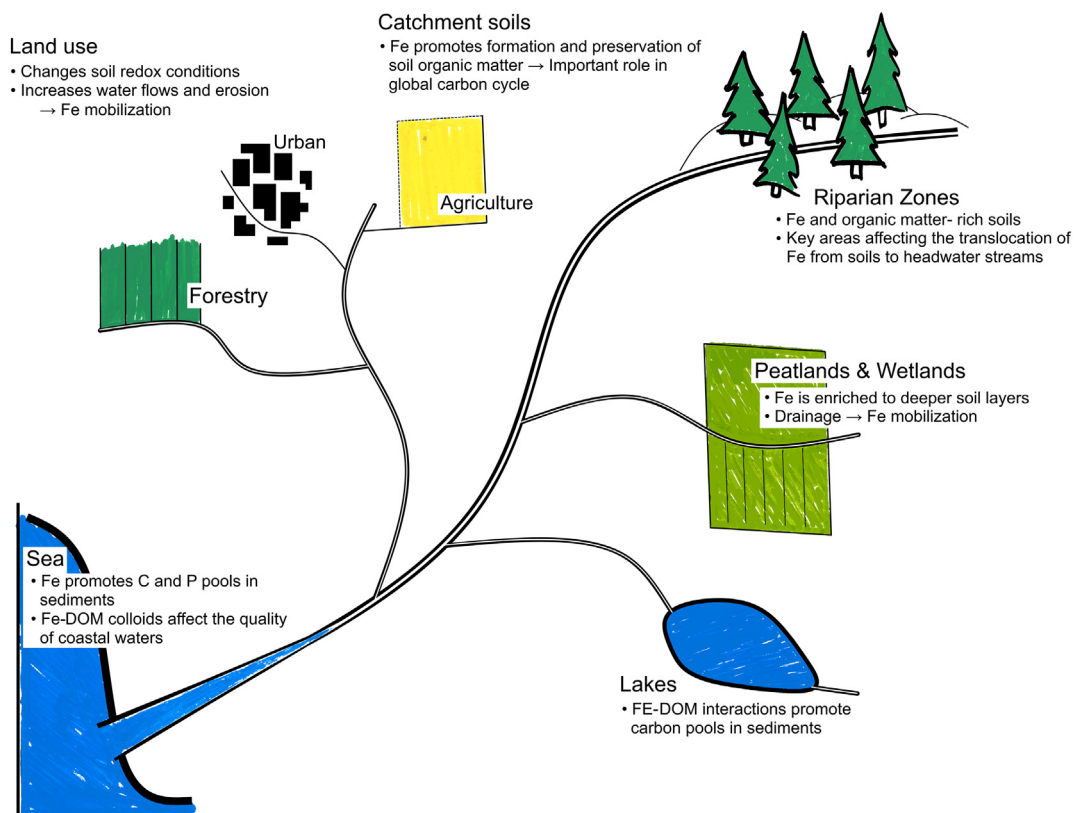 Land use
• Changes soil redox conditions
• Increases water flows and erosion
→ Fe mobilization
Catchment soils
• Fe promotes formation and preservation of
soil organic matter → Important role in
global carbon cycle
Urban
Agriculture
Forestry
Riparian Zones
• Fe and organic matter- rich soils
• Key areas affecting the translocation of
Fe from soils to headwater streams
Peatlands & Wetlands
• Fe is enriched to deeper soil layers
• Drainage → Fe mobilization
Sea
• Fe promotes C and P pools in
sediments
• Fe-DOM colloids affect the quality
of coastal waters
Lakes
• FE-DOM interactions promote
carbon pools in sediments